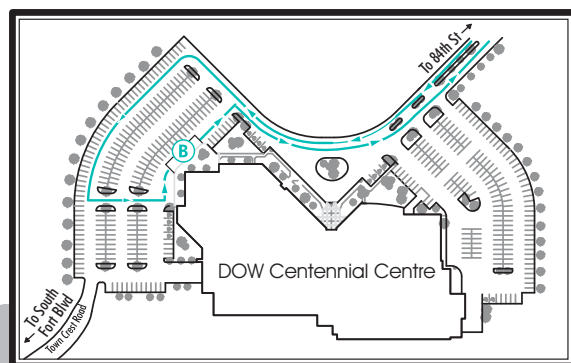 To 84th St
B
DOW Centennial Centre
To South
Fort Blvd
Town Crest Road